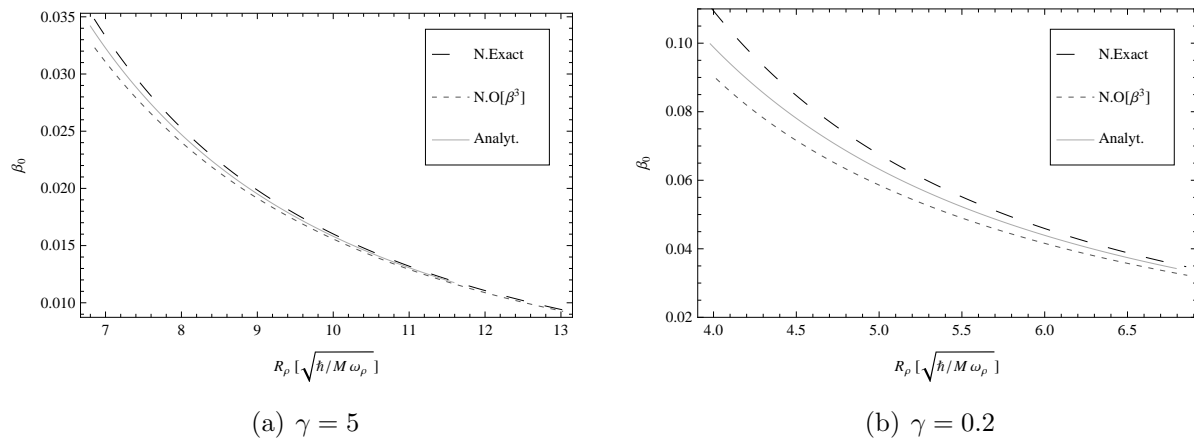 0.035
0.030
0.025
0.020
0.015
0.010
β₀
7 8 9 10 11 12 13
R_ρ [√ħ/M ω_ρ ]
N.Exact
N.O[β³]
Analyt.
(a) γ = 5
0.10
0.08
0.06
0.04
0.02
β₀
4.0 4.5 5.0 5.5 6.0 6.5
R_ρ [√ħ/M ω_ρ ]
N.Exact
N.O[β³]
Analyt.
(b) γ = 0.2